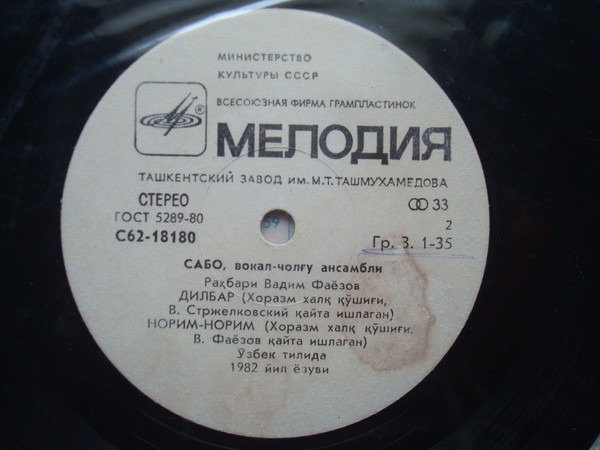 МИНИСТЕРСТВО
КУЛЬТУРЫ СССР
ВСЕСОЮЗНАЯ ФИРМА ГРАМПЛАСТИНОК
®
МЕЛОДИЯ
ТАШКЕНТСКИЙ ЗАВОД ИМ. М.Т. ТАШМУХАМЕДОВА
СТЕРЕО
33
ГОСТ 5289-80
2
С62-18180
Гр. 3. 1-35
САБО, вокал-чолғу ансамбли
Раҳбари Вадим Фаёзов
ДИЛБАР (Хоразм халқ қўшиғи,
В. Стржелковский қайта ишлаган)
НОРИМ-НОРИМ (Хоразм халқ қўшиғи,
В. Фаёзов қайта ишлаган)
Ўзбек тилида
1982 йил ёзуви